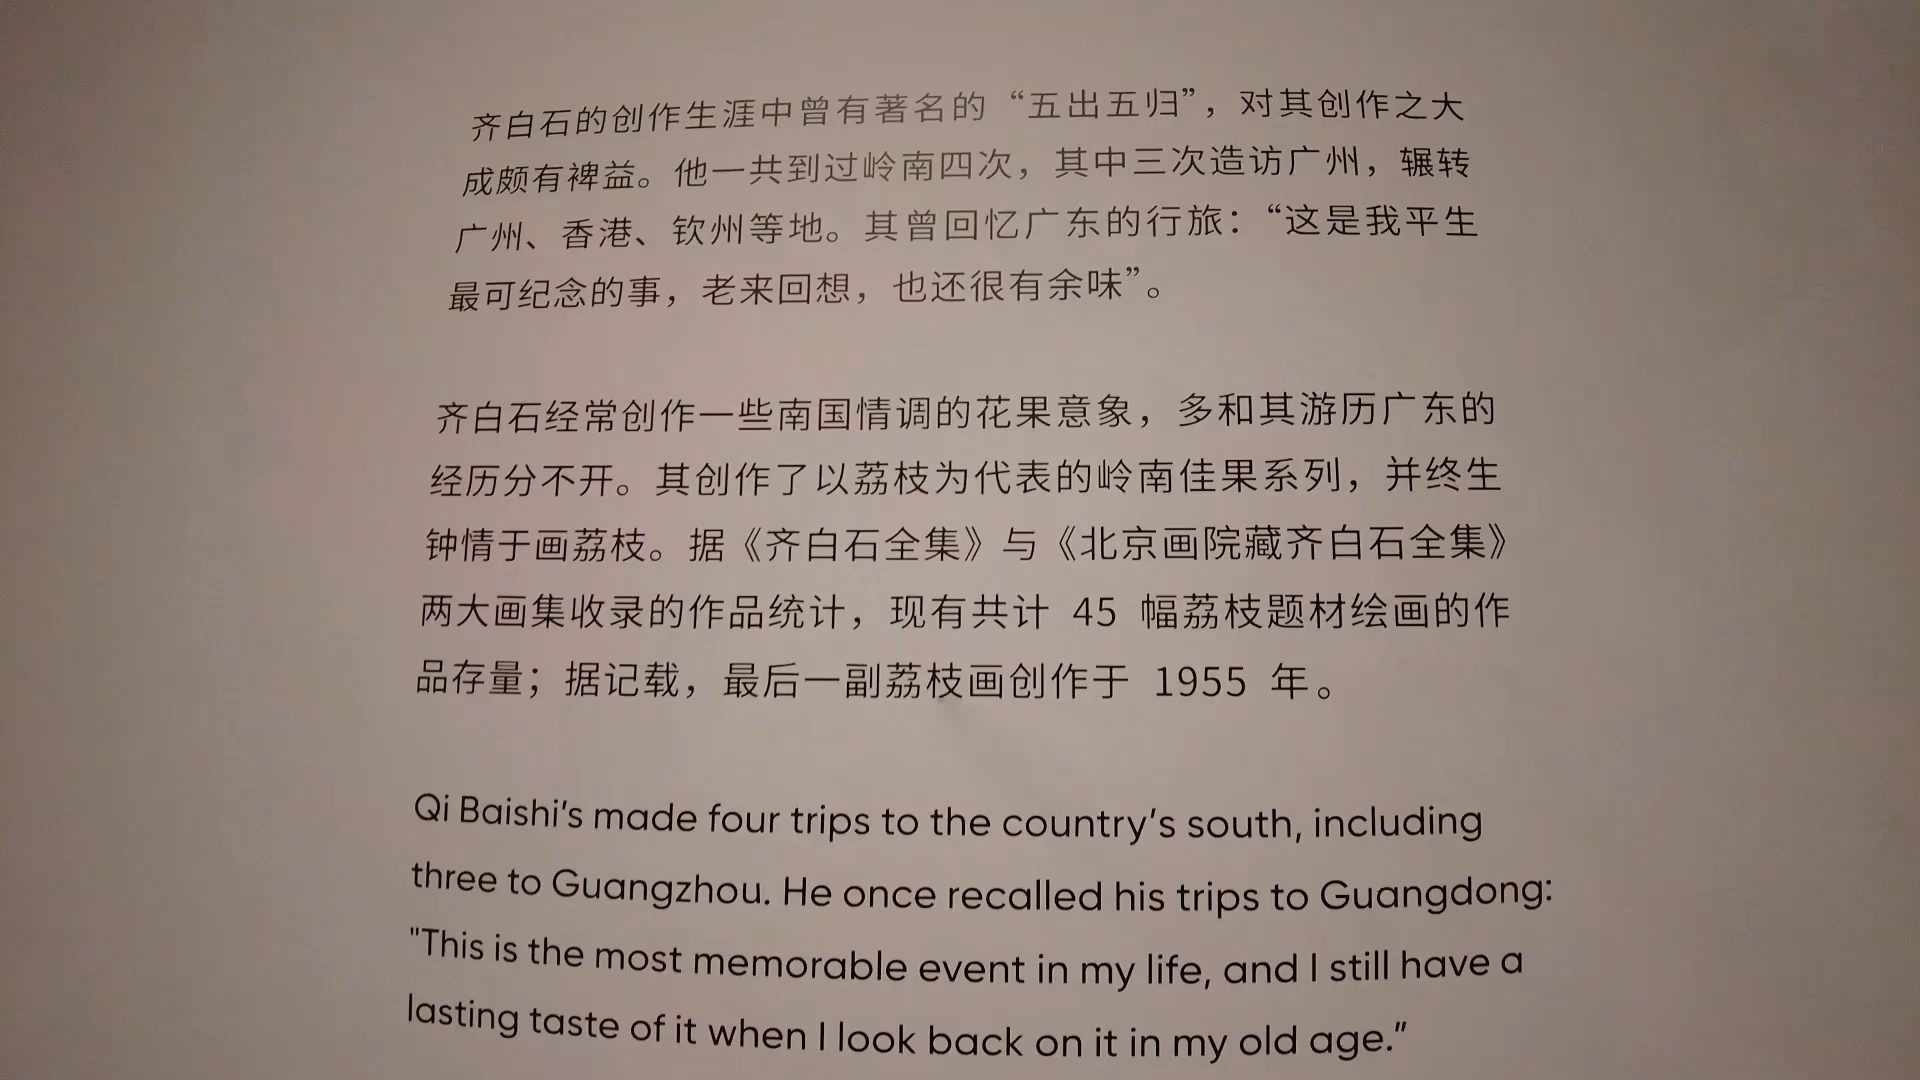 齐白石的创作生涯中曾有著名的“五出五归”，对其创作之大
成颇有裨益。他一共到过岭南四次，其中三次造访广州，辗转
广州、香港、钦州等地。其曾回忆广东的行旅：“这是我平生
最可纪念的事，老来回想，也还很有余味”。
齐白石经常创作一些南国情调的花果意象，多和其游历广东的
经历分不开。其创作了以荔枝为代表的岭南佳果系列，并终生
钟情于画荔枝。据《齐白石全集》与《北京画院藏齐白石全集》
两大画集收录的作品统计，现有共计 45 幅荔枝题材绘画的作
品存量；据记载，最后一副荔枝画创作于 1955 年。
Qi Baishi’s made four trips to the country’s south, including
three to Guangzhou. He once recalled his trips to Guangdong:
"This is the most memorable event in my life, and I still have a
lasting taste of it when I look back on it in my old age.”